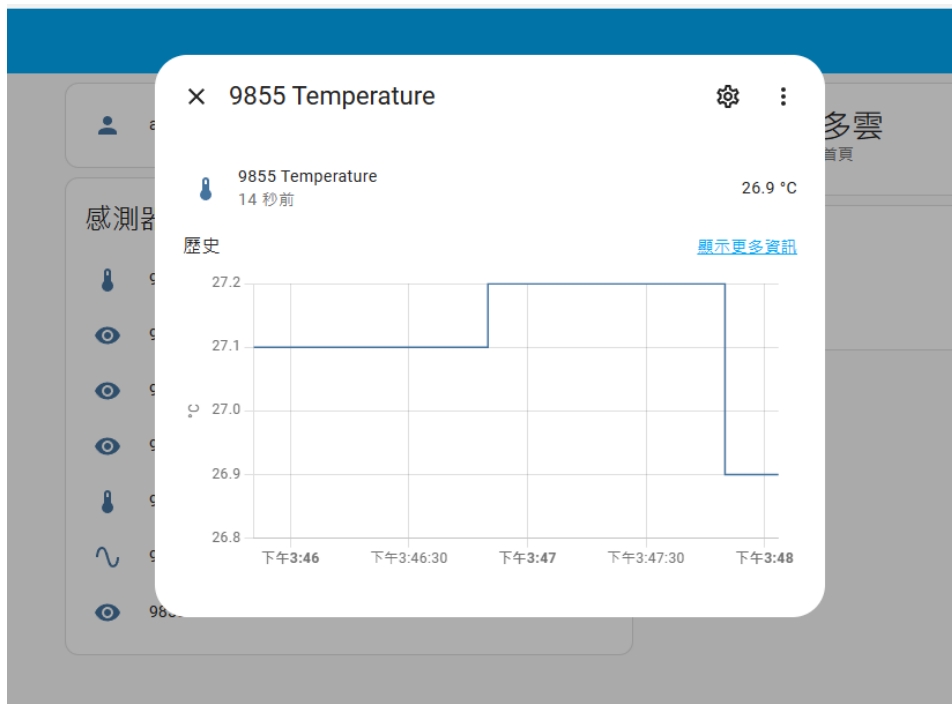 9855 Temperature
多雲
首頁
9855 Temperature
26.9 °C
14 秒前
感測器
歷史
顯示更多資訊
27.2
27.1
°C
27.0
26.9
26.8
下午3:46
下午3:46:30
下午3:47
下午3:47:30
下午3:48